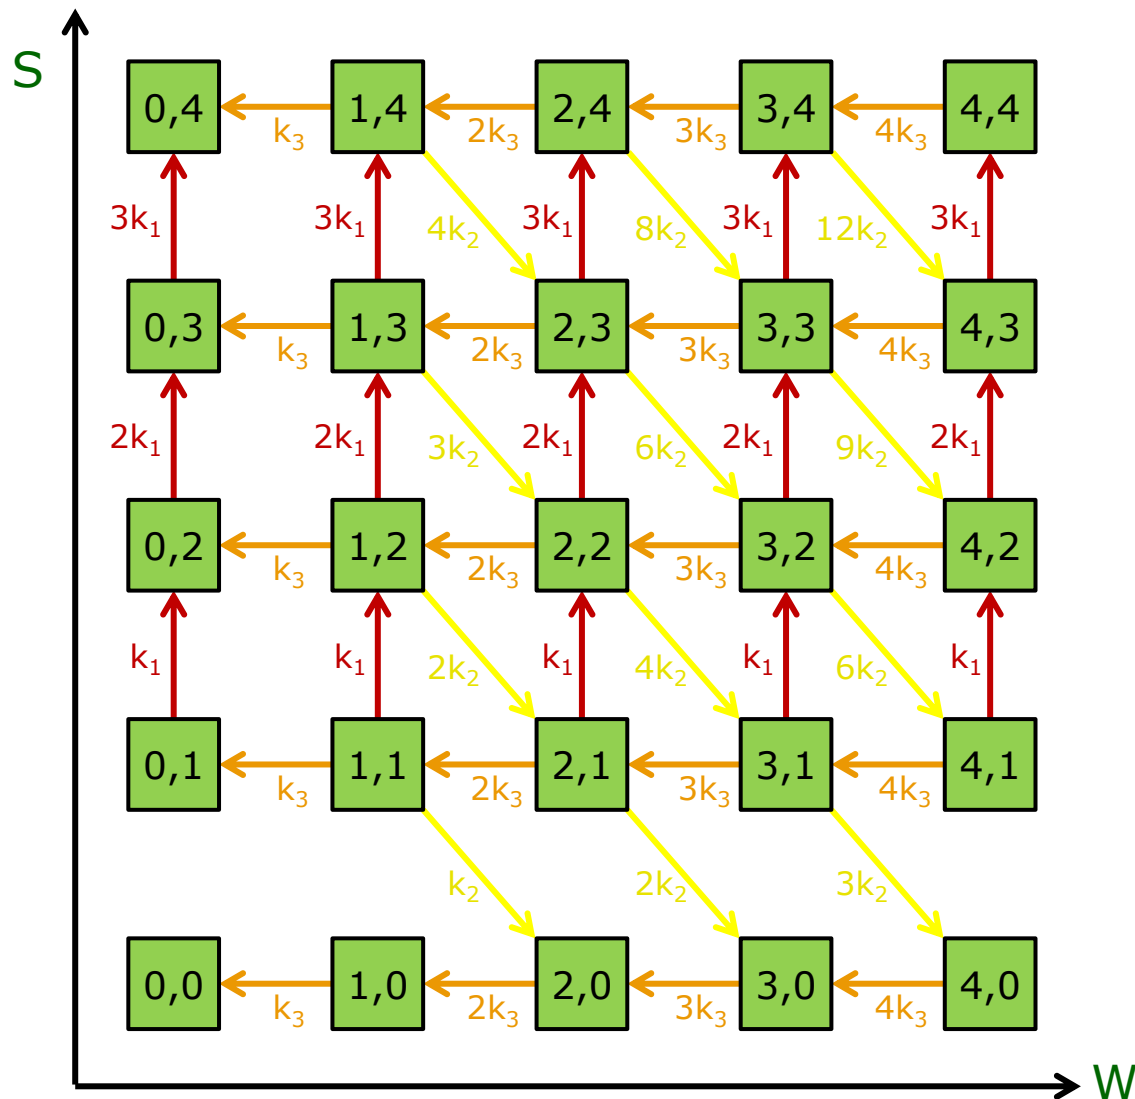 S
0,4 1,4 2,4 3,4 4,4
k₃ 2k₃ 3k₃ 4k₃
3k₁ 3k₁ 4k₂ 3k₁ 8k₂ 3k₁ 12k₂ 3k₁
0,3 1,3 2,3 3,3 4,3
k₃ 2k₃ 3k₃ 4k₃
2k₁ 2k₁ 3k₂ 2k₁ 6k₂ 2k₁ 9k₂ 2k₁
0,2 1,2 2,2 3,2 4,2
k₃ 2k₃ 3k₃ 4k₃
k₁ k₁ 2k₂ k₁ 4k₂ k₁ 6k₂ k₁
0,1 1,1 2,1 3,1 4,1
k₃ 2k₃ 3k₃ 4k₃
k₂ 2k₂ 3k₂
0,0 1,0 2,0 3,0 4,0
k₃ 2k₃ 3k₃ 4k₃
W